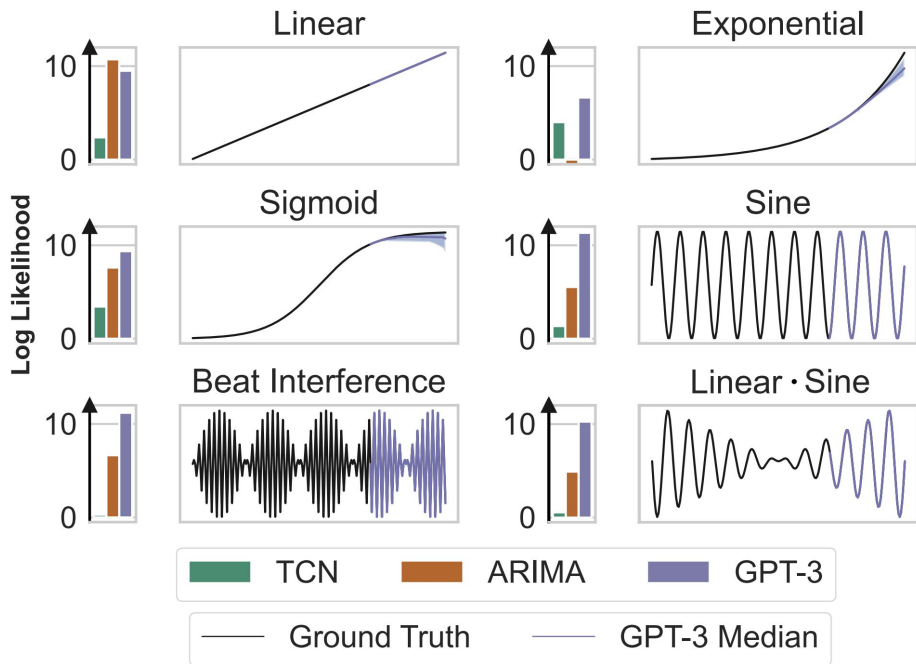 Linear
Exponential
10
0
10
0
Sigmoid
Sine
10
0
10
0
Log Likelihood
Beat Interference
Linear · Sine
10
0
10
0
TCN
ARIMA
GPT-3
Ground Truth
GPT-3 Median